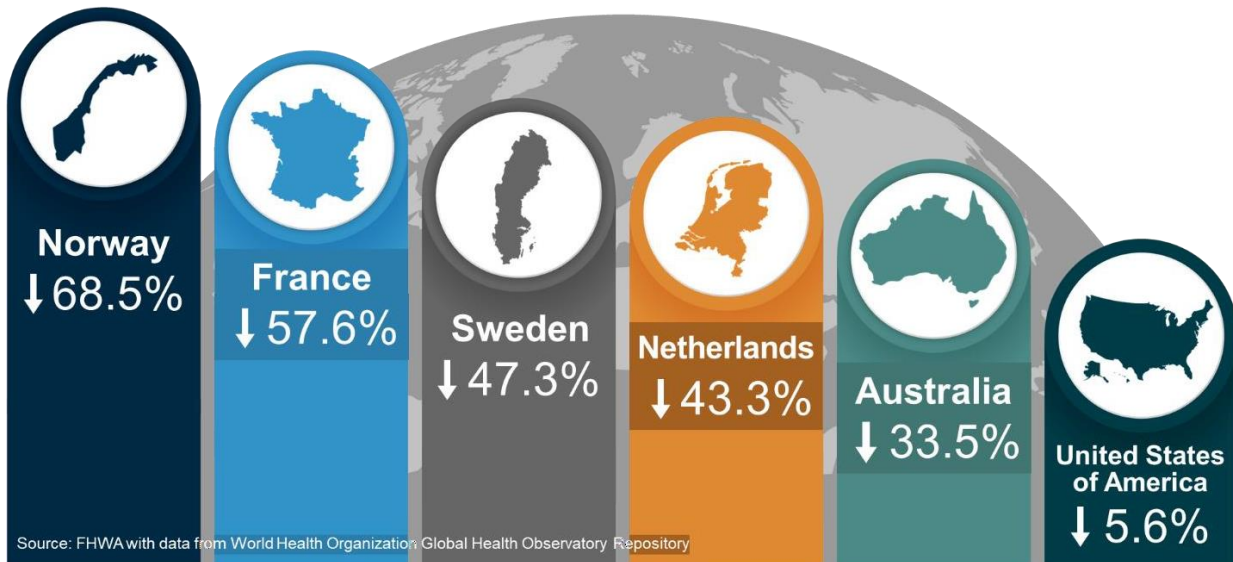 Norway
↓ 68.5%
France
↓ 57.6%
Sweden
↓ 47.3%
Netherlands
↓ 43.3%
Australia
↓ 33.5%
United States
of America
↓ 5.6%
Source: FHWA with data from World Health Organization Global Health Observatory Repository